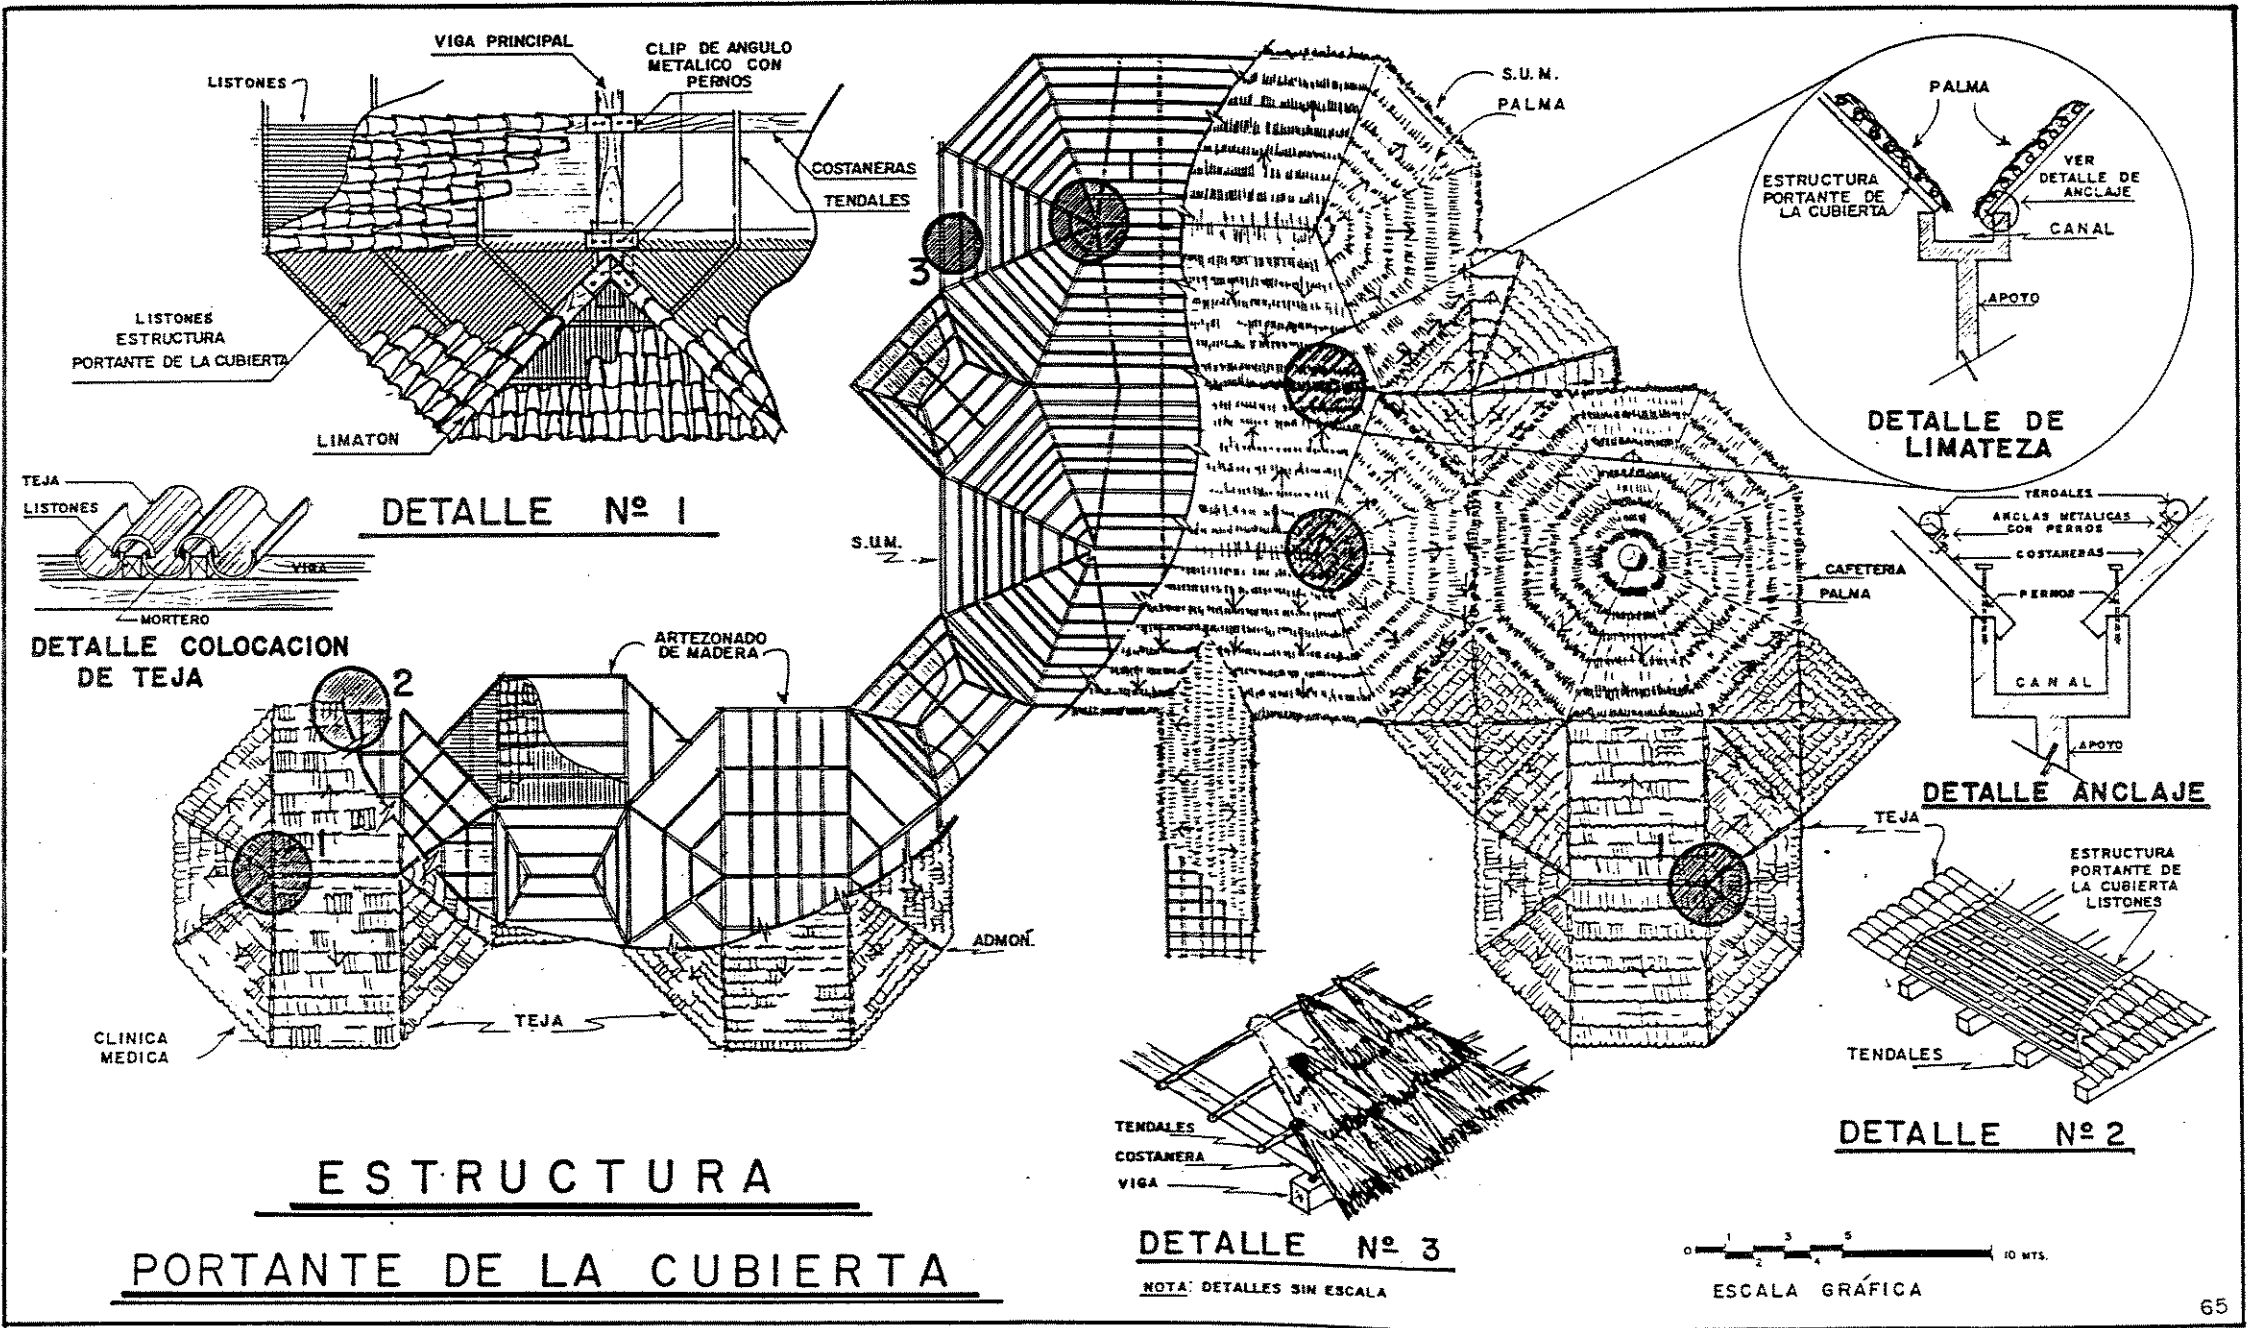 VIGA PRINCIPAL
CLIP DE ANGULO
METALICO CON
PERNOS
LISTONES
COSTANERAS
TENDALES
LISTONES
ESTRUCTURA
PORTANTE DE LA CUBIERTA
LIMATON
DETALLE Nº 1
TEJA
LISTONES
VIGA
MORTERO
DETALLE COLOCACION
DE TEJA
S.U.M.
PALMA
3
S.U.M.
1
CAFETERIA
PALMA
PALMA
ESTRUCTURA
PORTANTE DE
LA CUBIERTA
VER
DETALLE DE
ANCLAJE
CANAL
APOYO
DETALLE DE
LIMATEZA
TENDALES
ANCLAS METALICAS
CON PERNOS
COSTANERAS
PERNOS
CANAL
APOYO
DETALLE ANCLAJE
2
ARTEZONADO
DE MADERA
ADMON.
TEJA
CLINICA
MEDICA
1
TEJA
ESTRUCTURA
PORTANTE DE
LA CUBIERTA
LISTONES
TENDALES
DETALLE Nº 2
TENDALES
COSTANERA
VIGA
DETALLE Nº 3
NOTA: DETALLES SIN ESCALA
ESTRUCTURA
PORTANTE DE LA CUBIERTA
0 1 2 3 4 5 10 MTS.
ESCALA GRÁFICA
65